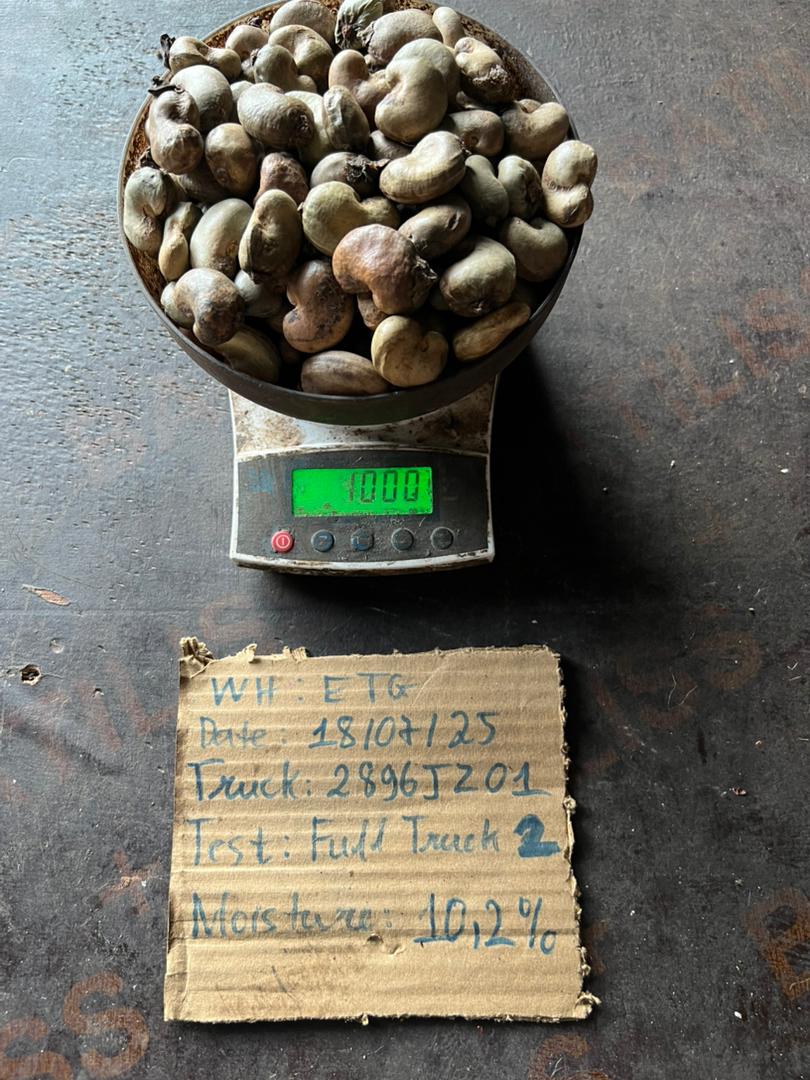 1000
WH: ETG
Date: 18/07/25
Truck: 2896JZ01
Test: Full Truck 2
Moisture: 10,2%